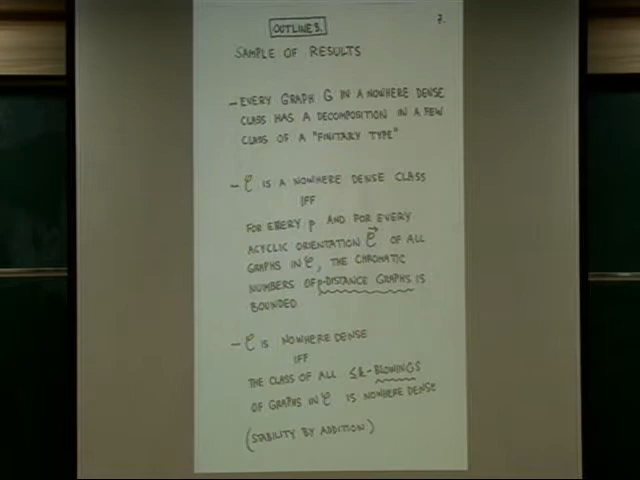 OUTLINE 3.
7.
SAMPLE OF RESULTS
- EVERY GRAPH G IN A NOWHERE DENSE
CLASS HAS A DECOMPOSITION IN A FEW
CLASS OF A "FINITARY TYPE"
- C IS A NOWHERE DENSE CLASS
IFF
FOR EVERY p AND FOR EVERY
ACYCLIC ORIENTATION C⃗ OF ALL
GRAPHS IN C, THE CHROMATIC
NUMBERS OF p-DISTANCE GRAPHS IS
BOUNDED
- C IS NOWHERE DENSE
IFF
THE CLASS OF ALL ≤k-BLOWINGS
OF GRAPHS IN C IS NOWHERE DENSE
(STABILITY BY ADDITION)